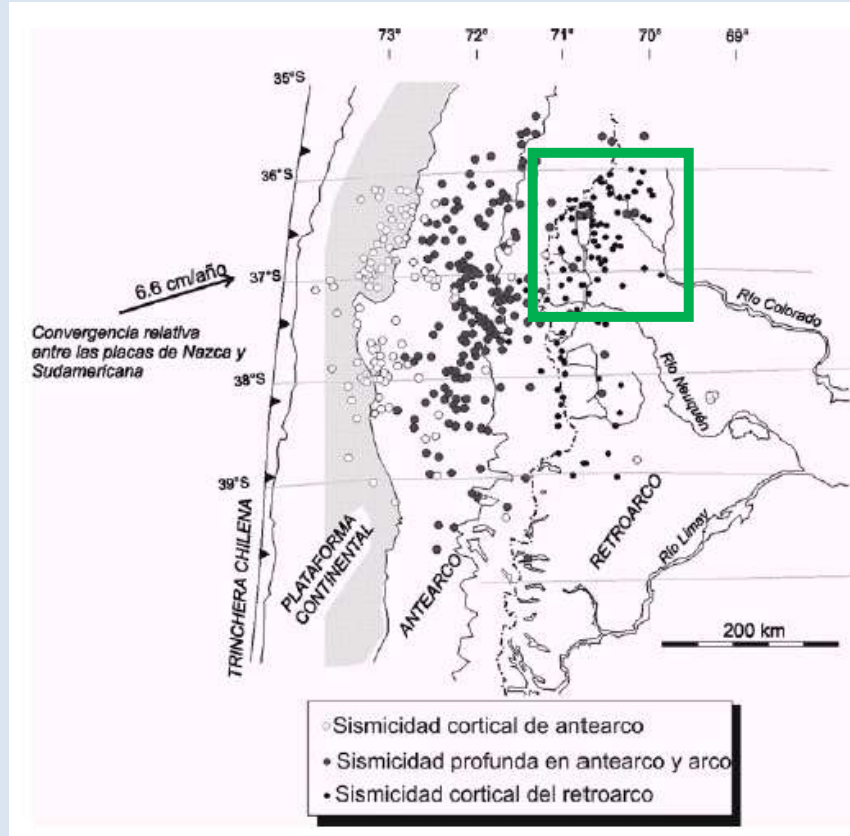 73° 72° 71° 70° 69°
35°S
36°S
37°S
6.6 cm/año
Convergencia relativa
entre las placas de Nazca y
Sudamericana
38°S
39°S
Río Colorado
Río Neuquén
Río Limay
TRINCHERA CHILENA
PLATAFORMA
CONTINENTAL
ANTEARCO
RETROARCO
200 km
Sismicidad cortical de antearco
Sismicidad profunda en antearco y arco
Sismicidad cortical del retroarco